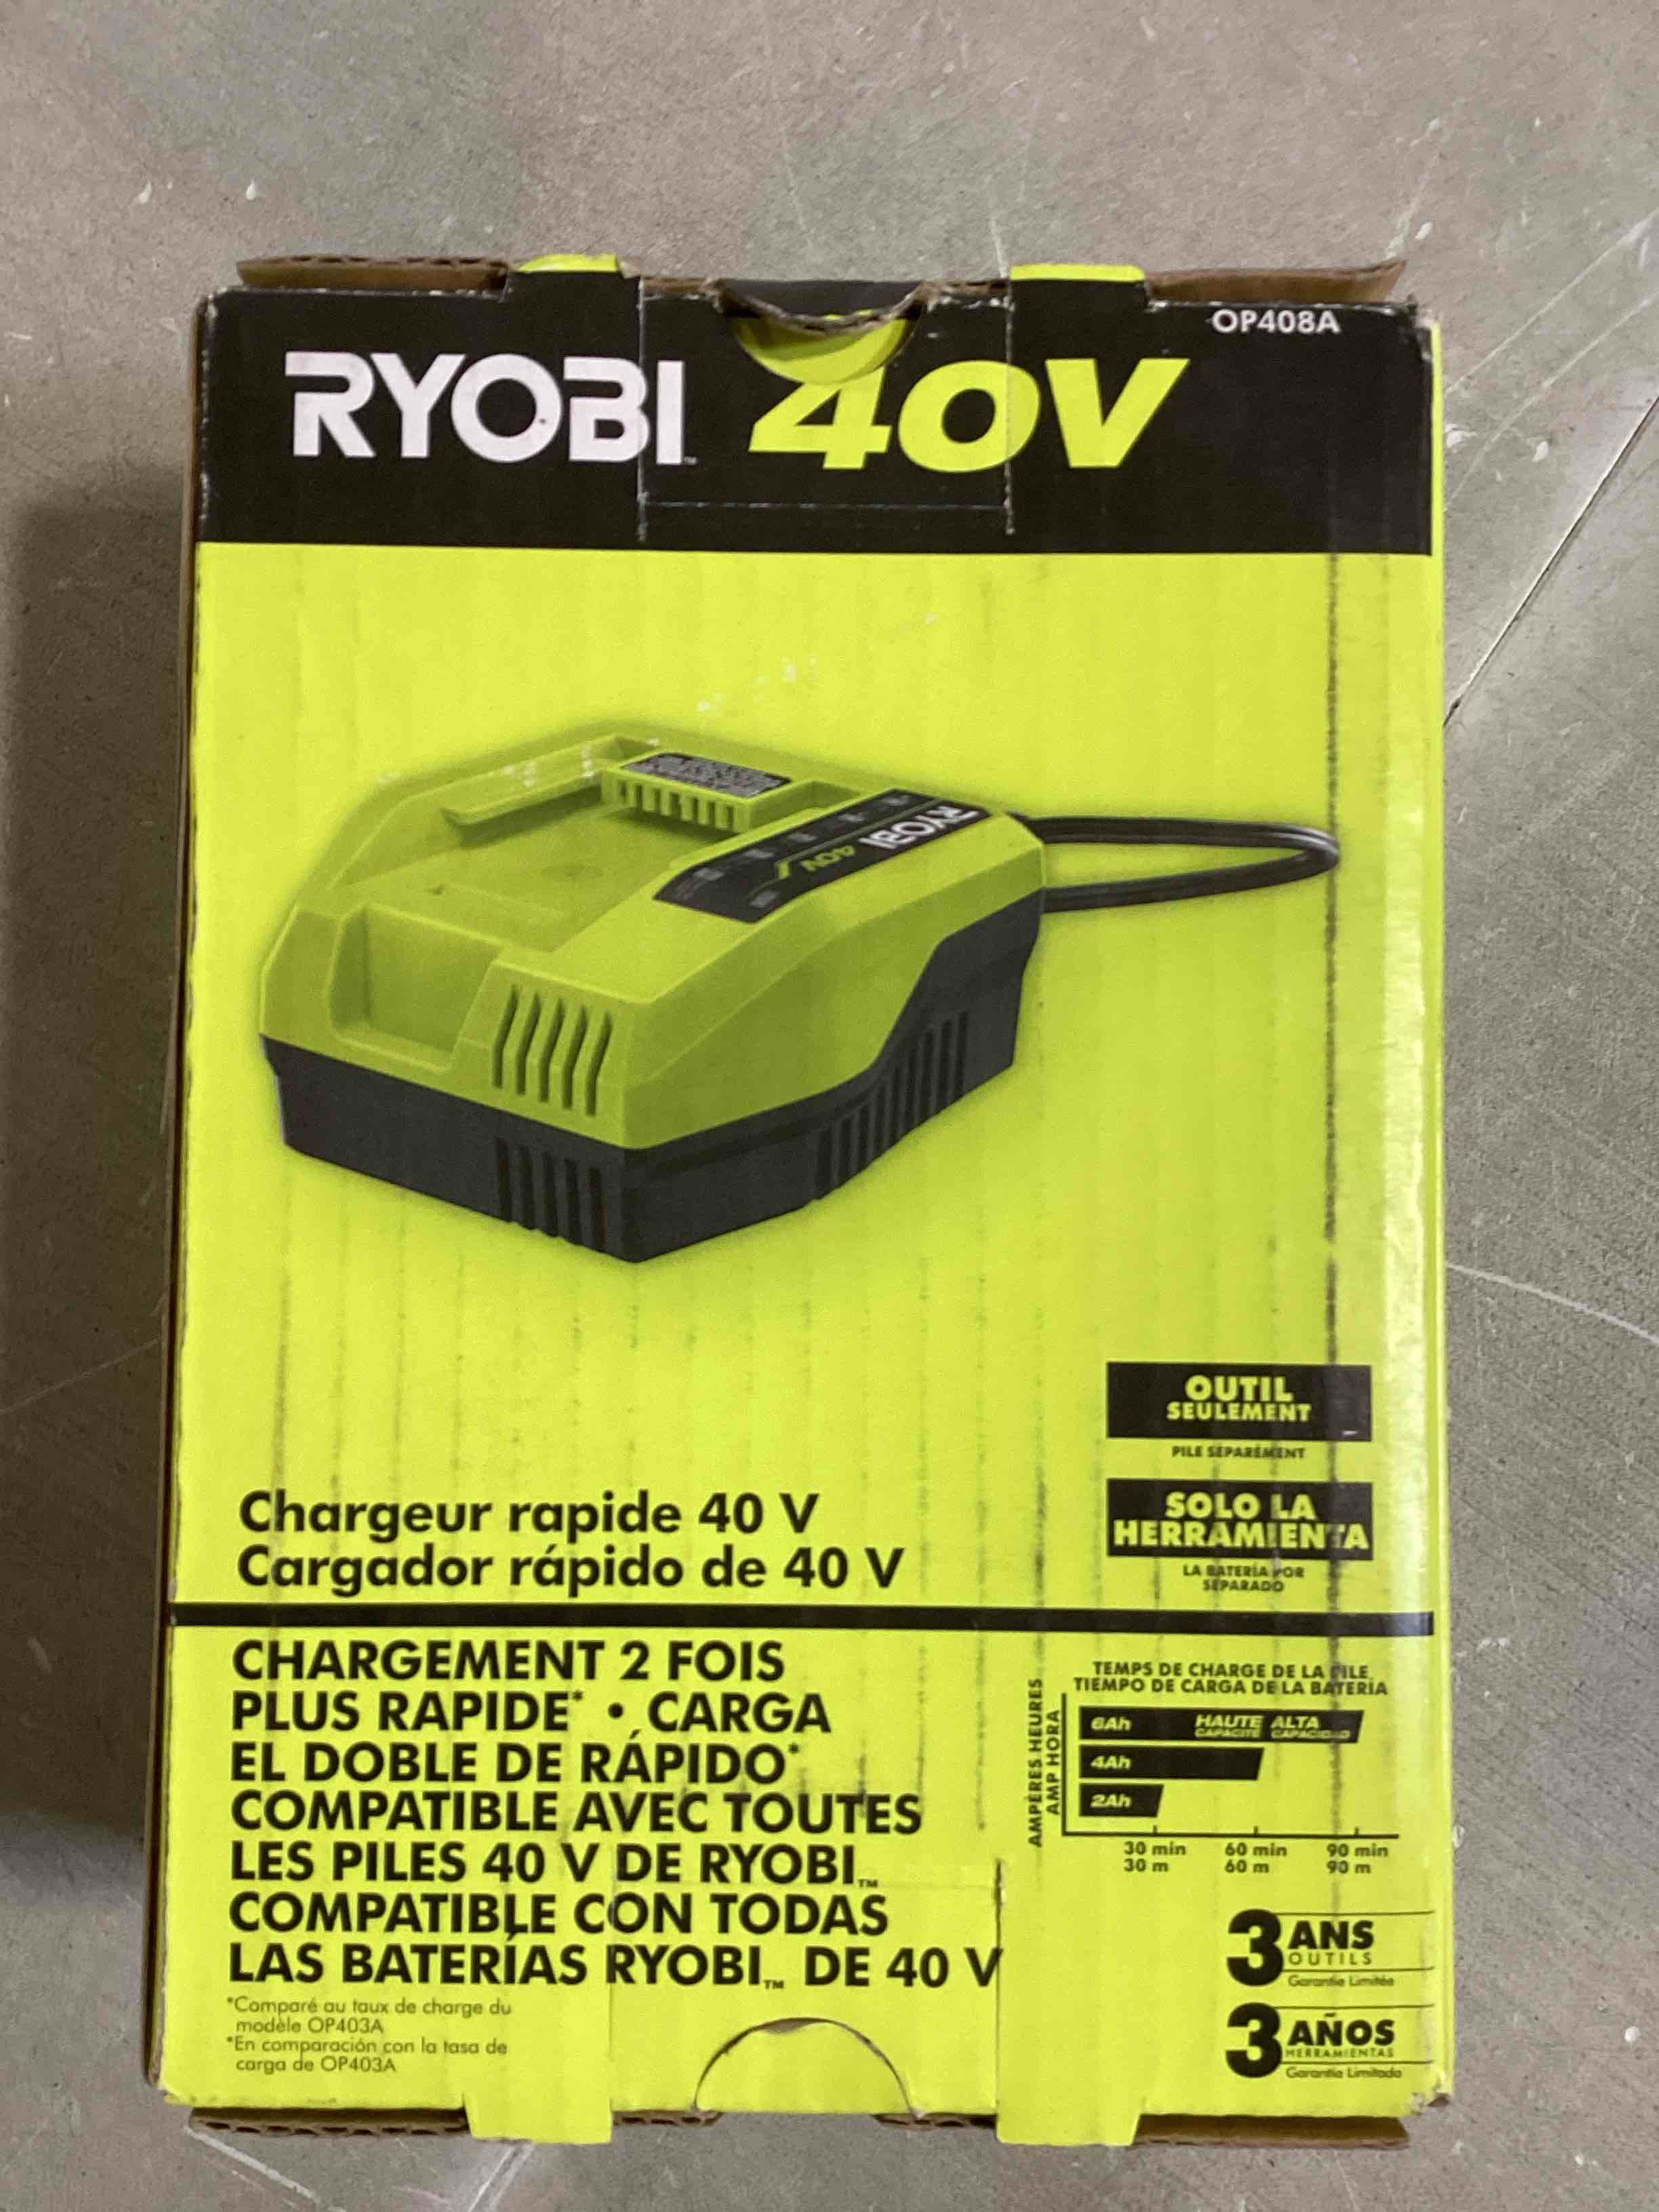 OP408A
RYOBI™ 40V
RYOBI 40V
Chargeur rapide 40 V
Cargador rápido de 40 V
OUTIL
SEULEMENT
PILE SÉPARÉMENT
SOLO LA
HERRAMIENTA
LA BATERÍA POR
SEPARADO
CHARGEMENT 2 FOIS
PLUS RAPIDE* • CARGA
EL DOBLE DE RÁPIDO*
COMPATIBLE AVEC TOUTES
LES PILES 40 V DE RYOBI™
COMPATIBLE CON TODAS
LAS BATERÍAS RYOBI™ DE 40 V
*Comparé au taux de charge du
modèle OP403A
*En comparación con la tasa de
carga de OP403A
TEMPS DE CHARGE DE LA PILE
TIEMPO DE CARGA DE LA BATERÍA
AMPÈRES HEURES
AMP HORA
6Ah HAUTE CAPACITÉ ALTA CAPACIDAD
4Ah
2Ah
30 min 60 min 90 min
30 m 60 m 90 m
3 ANS
OUTILS
Garantie Limitée
3 AÑOS
HERRAMIENTAS
Garantía Limitada